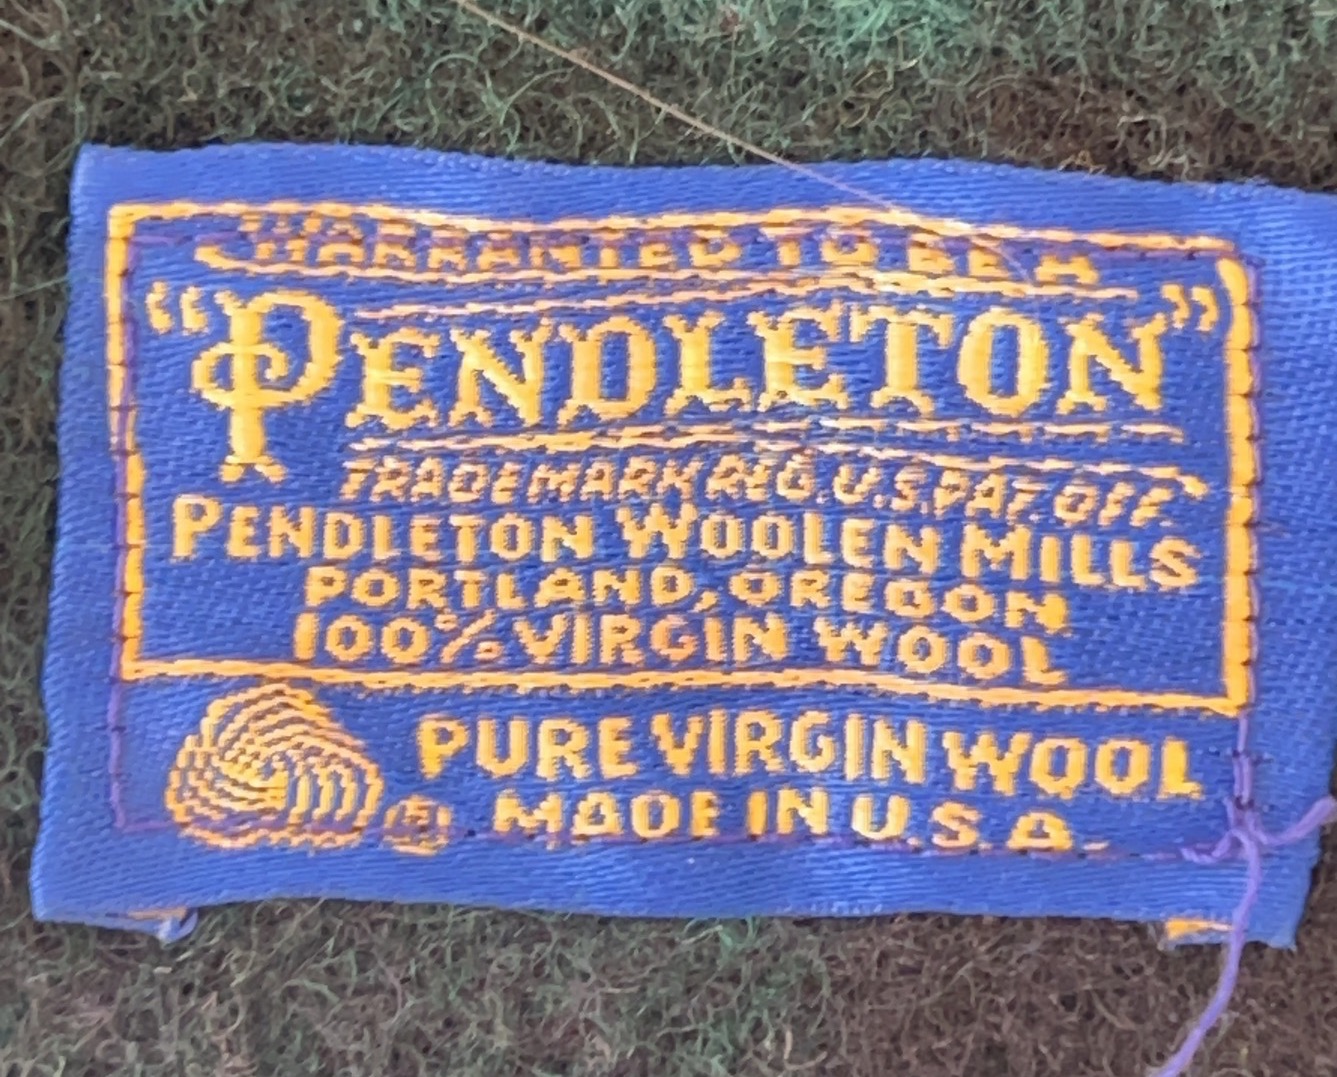 WARRANTED TO BE A
"PENDLETON"
TRADEMARK REG. U.S. PAT. OFF.
PENDLETON WOOLEN MILLS
PORTLAND, OREGON
100% VIRGIN WOOL
PURE VIRGIN WOOL
® MADE IN U.S.A.